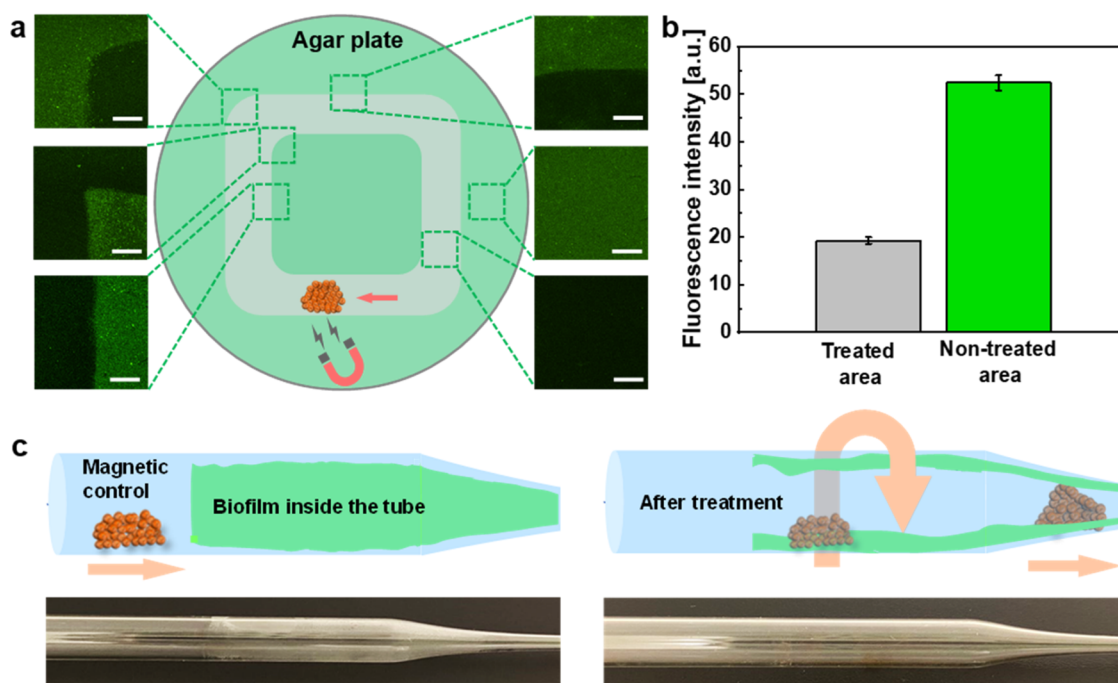 a
Agar plate
b
Fluorescence intensity [a.u.]
60
50
40
30
20
10
0
Treated
area
Non-treated
area
c
Magnetic
control
Biofilm inside the tube
After treatment